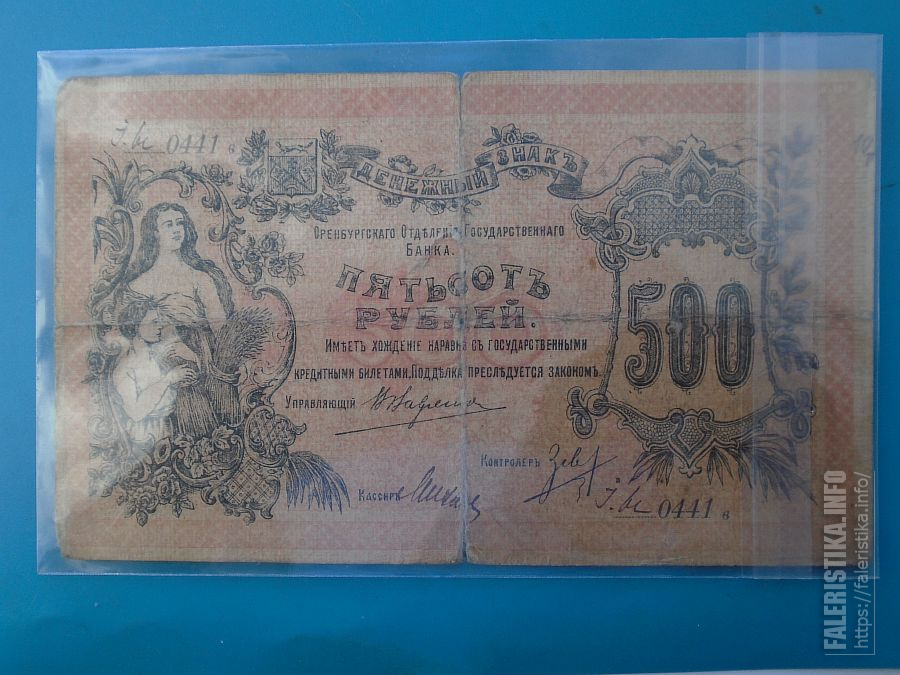 0441 в
ДЕНЕЖНЫЙ ЗНАКЪ
Оренбургскаго Отдѣленія Государственнаго
Банка.
ПЯТЬСОТЪ
РУБЛЕЙ.
500
Имѣетъ хожденіе наравнѣ съ государственными
кредитными билетами. Поддѣлка преслѣдуется закономъ.
Управляющій
Контролеръ
Кассиръ
0441 в
FALERISTIKA.INFO
https://faleristika.info/